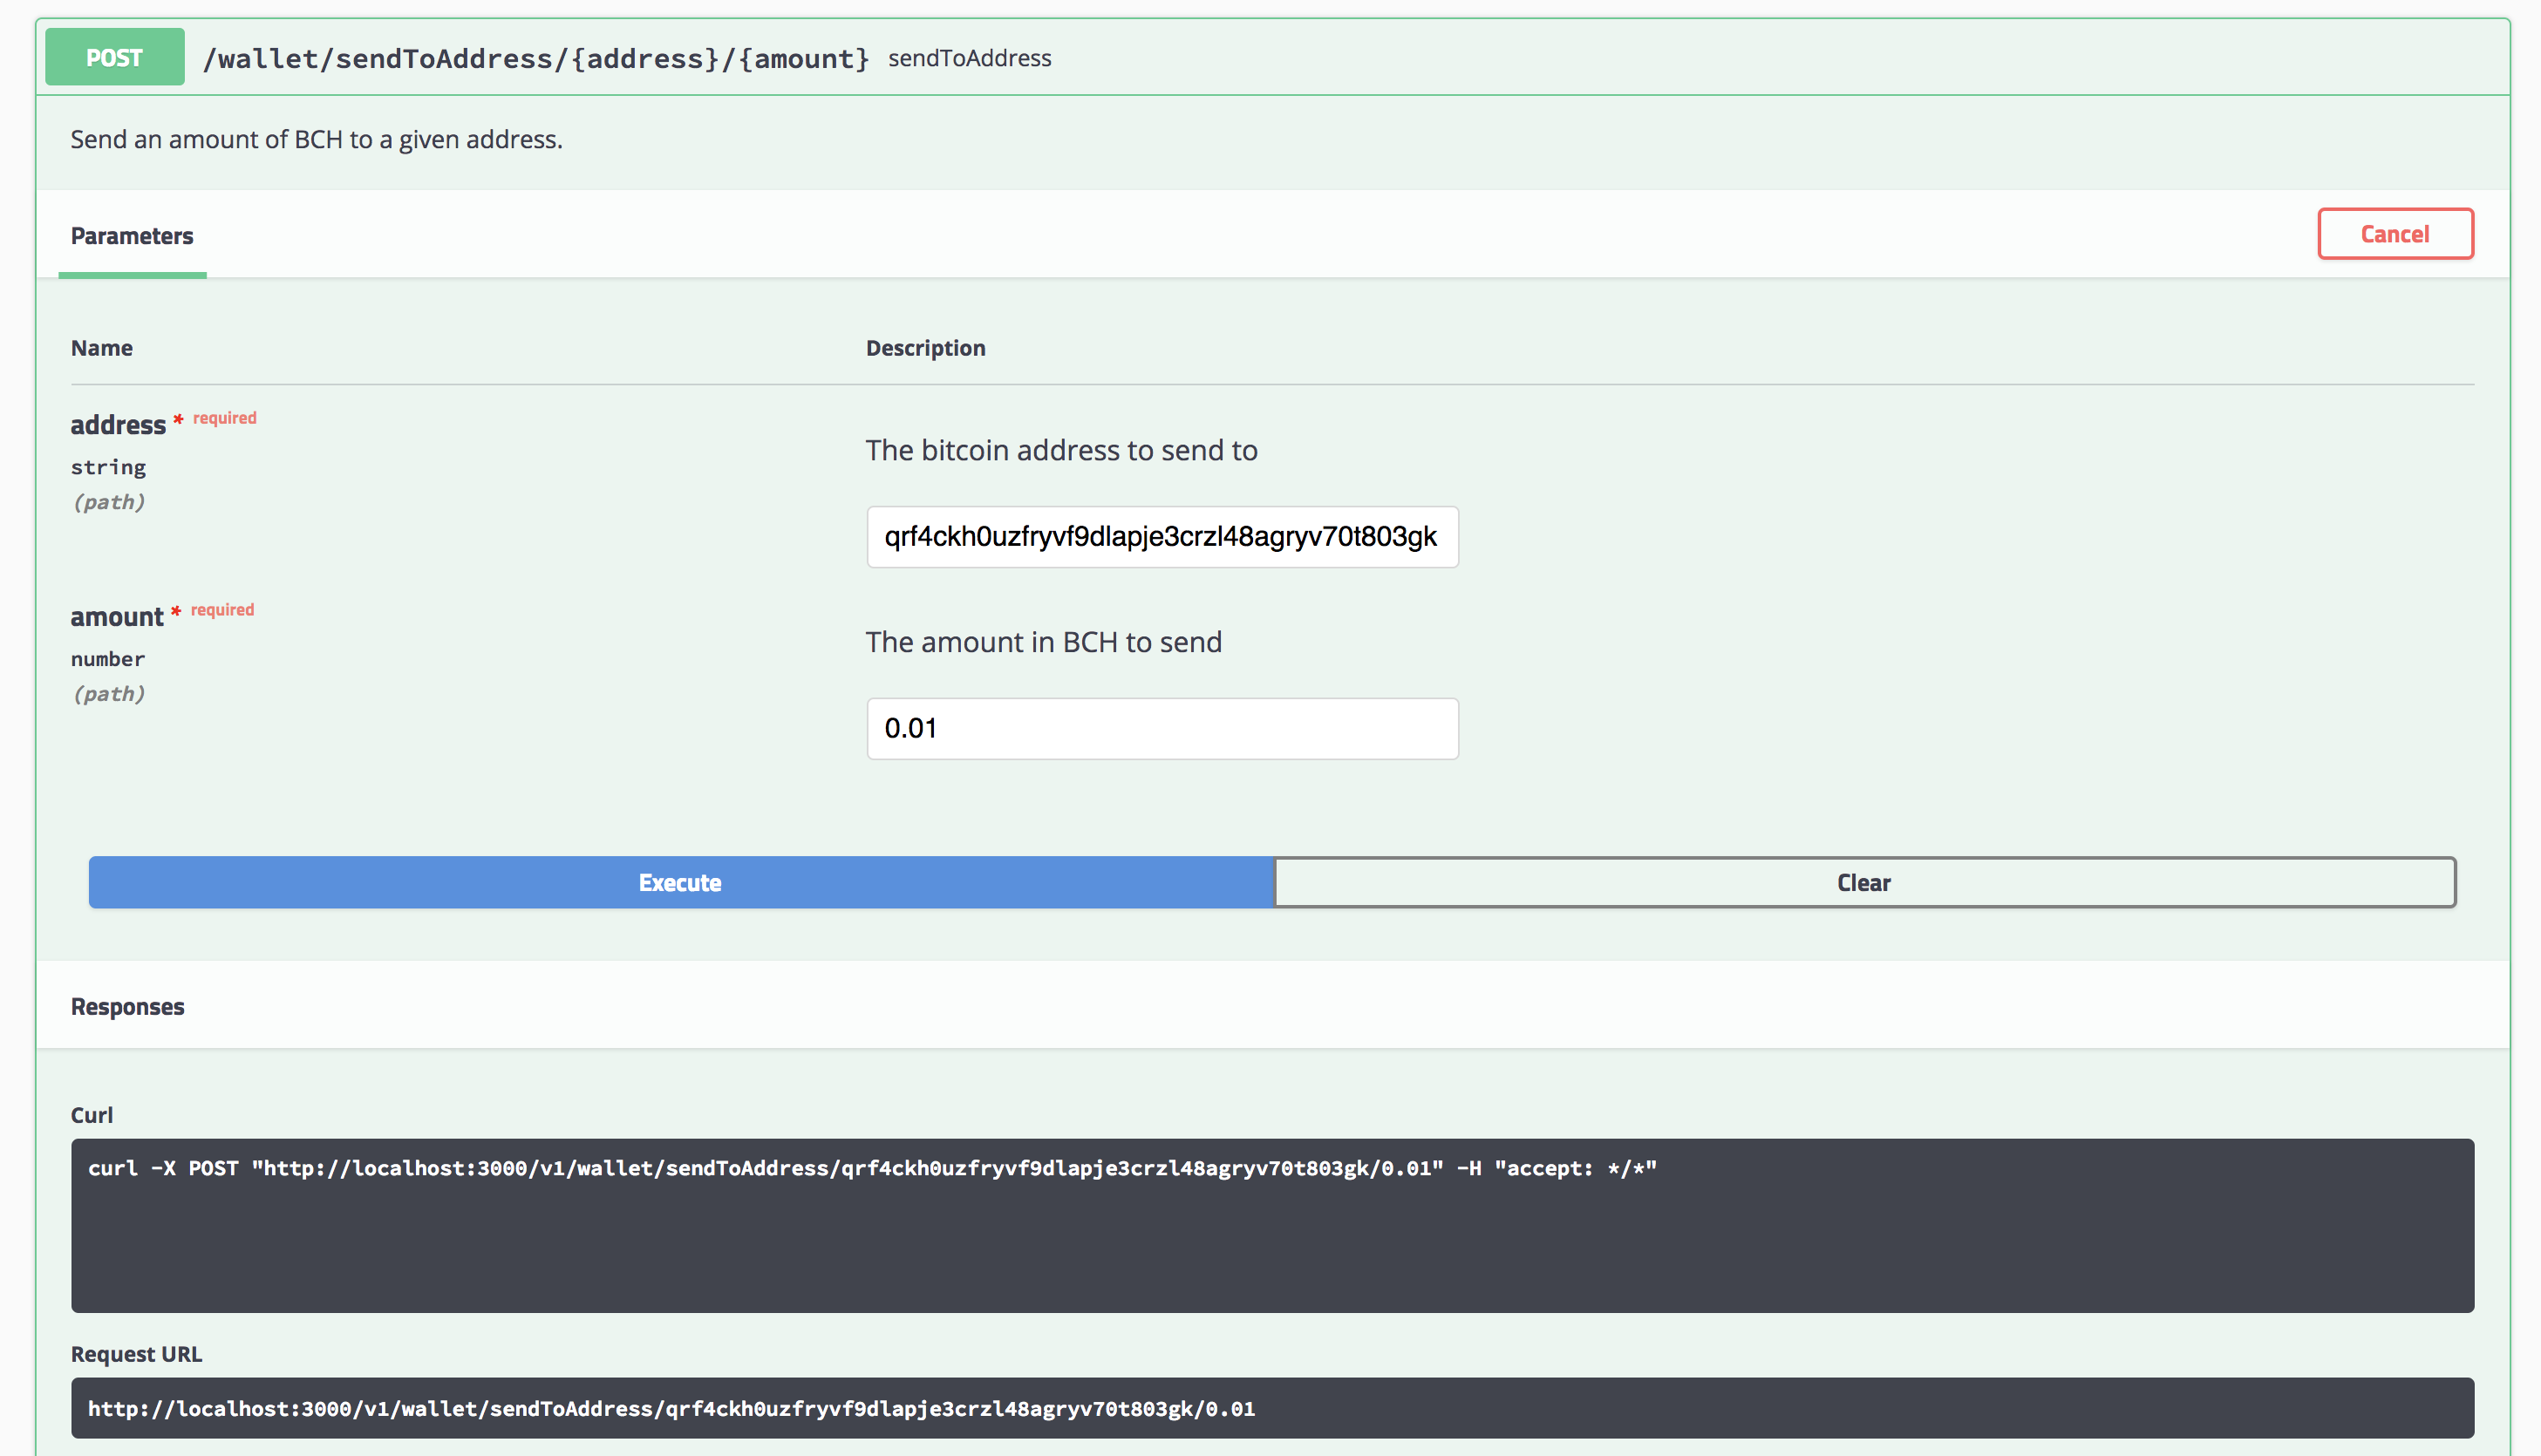 POST /wallet/sendToAddress/{address}/{amount} sendToAddress
Send an amount of BCH to a given address.
Parameters
Cancel
Name Description
address * required
string
(path)
The bitcoin address to send to
qrf4ckh0uzfryvf9dlapje3crzl48agryv70t803gk
amount * required
number
(path)
The amount in BCH to send
0.01
Execute Clear
Responses
Curl
curl -X POST "http://localhost:3000/v1/wallet/sendToAddress/qrf4ckh0uzfryvf9dlapje3crzl48agryv70t803gk/0.01" -H "accept: */*"
Request URL
http://localhost:3000/v1/wallet/sendToAddress/qrf4ckh0uzfryvf9dlapje3crzl48agryv70t803gk/0.01